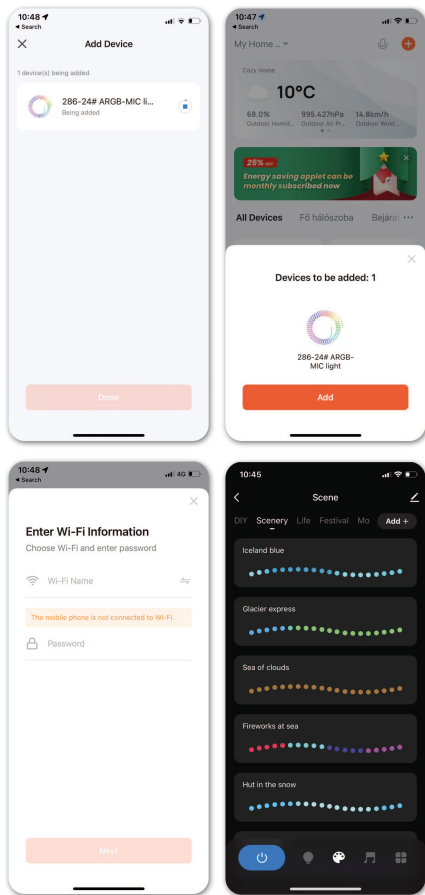 10:48
◄ Search
Add Device
1 device(s) being added
286-24# ARGB-MIC li...
Being added
Done
10:47
◄ Search
My Home ..
Cozy Home
10°C
68.0% 995.427hPa 14.8km/h
Outdoor Humid... Outdoor Air Pr... Outdoor Wind...
25% OFF
Energy saving applet can be
monthly subscribed now
All Devices Fő hálószoba Bejárat
Devices to be added: 1
286-24# ARGB-
MIC light
Add
10:48
◄ Search
4G
Enter Wi-Fi Information
Choose Wi-Fi and enter password
Wi-Fi Name
The mobile phone is not connected to Wi-Fi.
Password
Next
10:45
Scene
DIY Scenery Life Festival Mo Add +
Iceland blue
Glacier express
Sea of clouds
Fireworks at sea
Hut in the snow